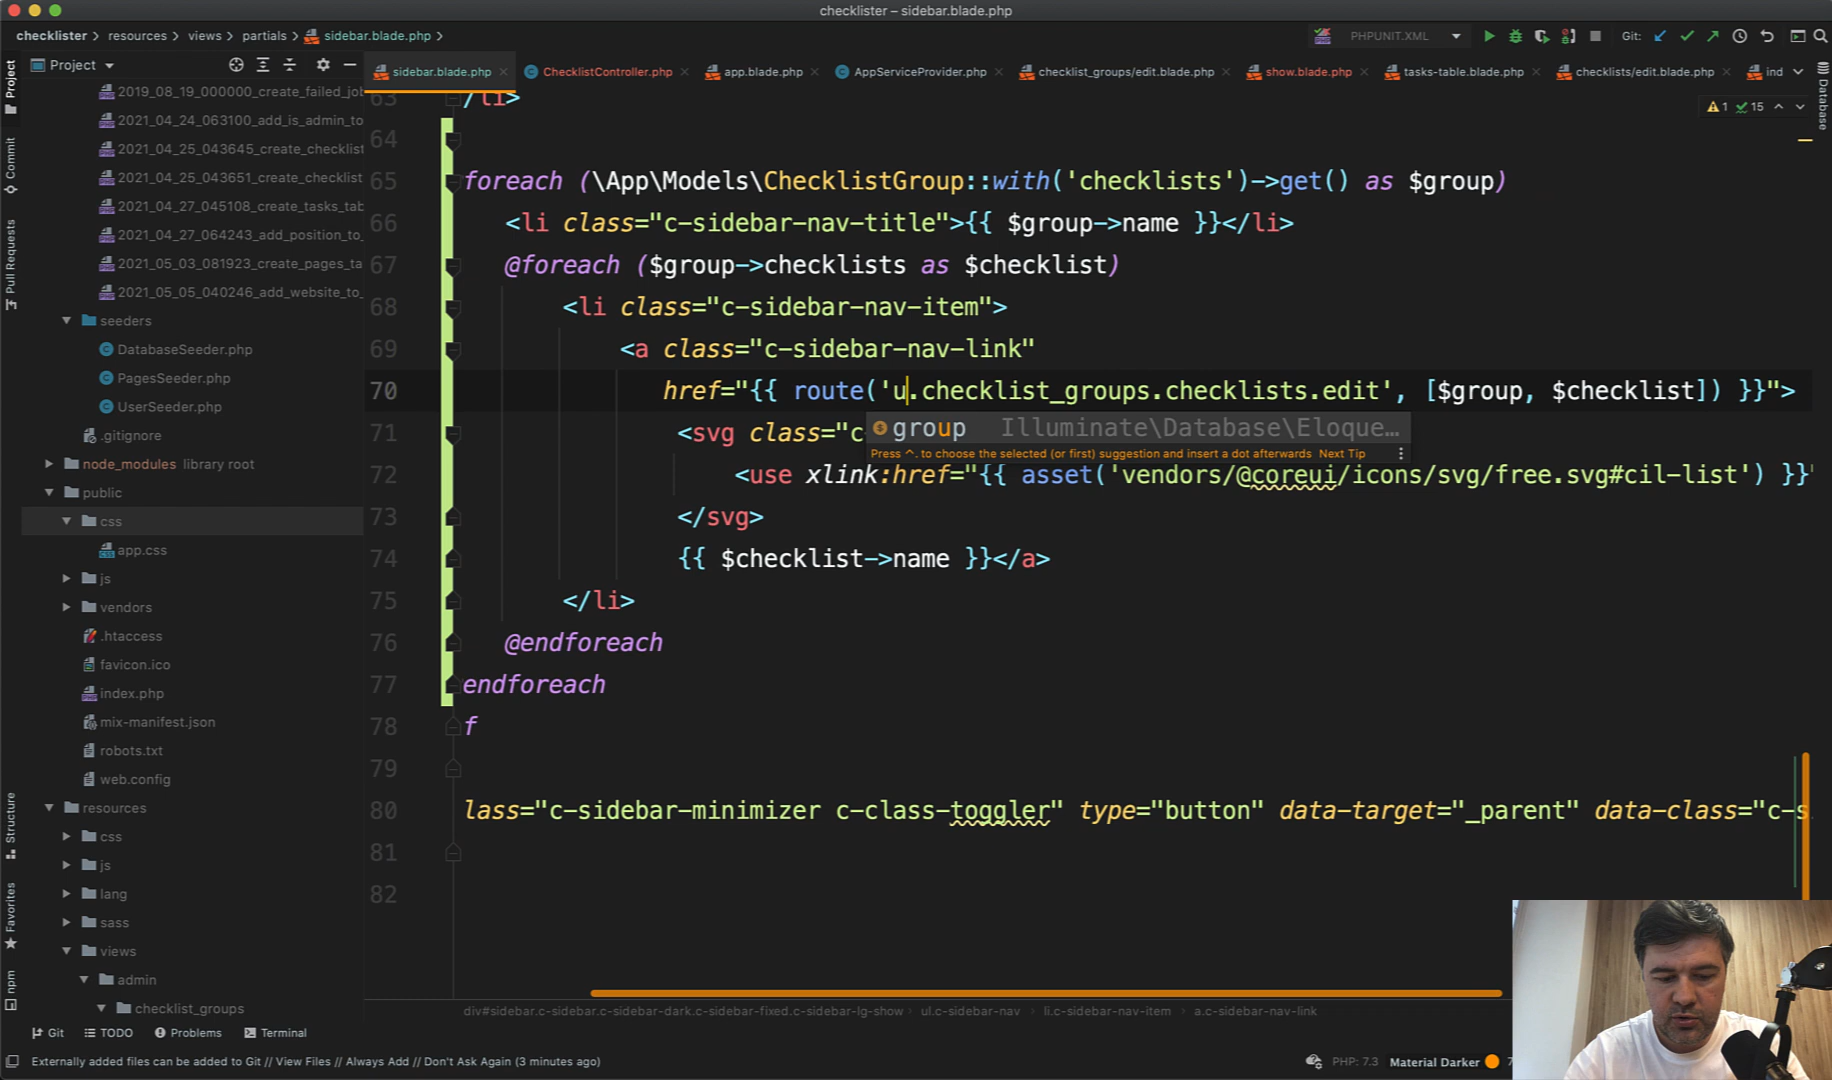 checklister – sidebar.blade.php
checklister › resources › views › partials › sidebar.blade.php ›
PHPUNIT.XML
Git:
Project
sidebar.blade.php
ChecklistController.php
app.blade.php
AppServiceProvider.php
checklist_groups/edit.blade.php
show.blade.php
tasks-table.blade.php
checklists/edit.blade.php
ind
Project
Commit
Pull Requests
Structure
Favorites
npm
Database
2019_08_19_000000_create_failed_job
2021_04_24_063100_add_is_admin_to
2021_04_25_043645_create_checklist
2021_04_25_043651_create_checklist
2021_04_27_045108_create_tasks_tab
2021_04_27_064243_add_position_to_
2021_05_03_081923_create_pages_ta
2021_05_05_040246_add_website_to_
seeders
DatabaseSeeder.php
PagesSeeder.php
UserSeeder.php
.gitignore
node_modules library root
public
css
app.css
js
vendors
.htaccess
favicon.ico
index.php
mix-manifest.json
robots.txt
web.config
resources
css
js
lang
sass
views
admin
checklist_groups
1 15
63 /li>
64
65 foreach (\App\Models\ChecklistGroup::with('checklists')->get() as $group)
66 <li class="c-sidebar-nav-title">{{ $group->name }}</li>
67 @foreach ($group->checklists as $checklist)
68 <li class="c-sidebar-nav-item">
69 <a class="c-sidebar-nav-link"
70 href="{{ route('u.checklist_groups.checklists.edit', [$group, $checklist]) }}">
group Illuminate\Database\Eloque...
Press ^. to choose the selected (or first) suggestion and insert a dot afterwards Next Tip
71 <svg class="c
72 <use xlink:href="{{ asset('vendors/@coreui/icons/svg/free.svg#cil-list') }}"
73 </svg>
74 {{ $checklist->name }}</a>
75 </li>
76 @endforeach
77 endforeach
78 f
79
80 lass="c-sidebar-minimizer c-class-toggler" type="button" data-target="_parent" data-class="c-s
81
82
div#sidebar.c-sidebar.c-sidebar-dark.c-sidebar-fixed.c-sidebar-lg-show › ul.c-sidebar-nav › li.c-sidebar-nav-item › a.c-sidebar-nav-link
Git TODO Problems Terminal
Externally added files can be added to Git // View Files // Always Add // Don't Ask Again (3 minutes ago)
PHP: 7.3 Material Darker 7